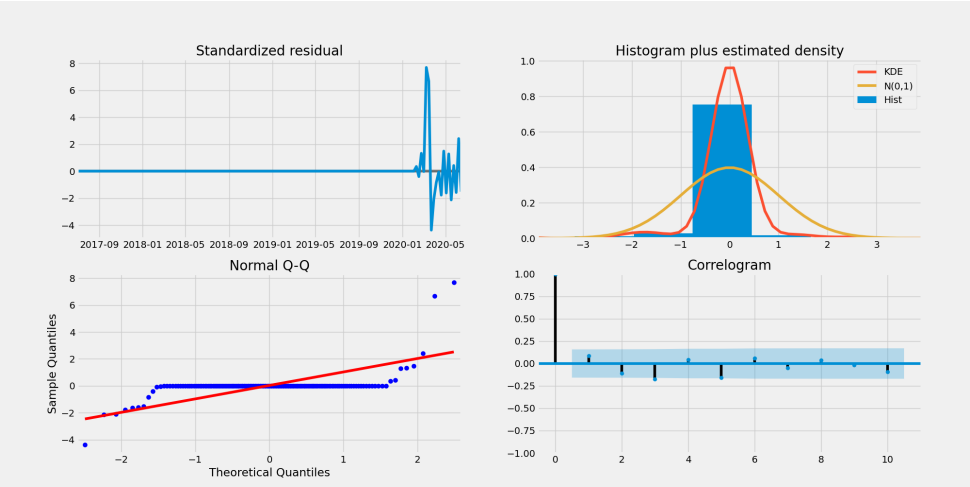 Standardized residual
8
6
4
2
0
−2
−4
2017-09 2018-01 2018-05 2018-09 2019-01 2019-05 2019-09 2020-01 2020-05
Histogram plus estimated density
1.0
0.8
0.6
0.4
0.2
0.0
−3 −2 −1 0 1 2 3
KDE
N(0,1)
Hist
Normal Q-Q
Sample Quantiles
8
6
4
2
0
−2
−4
−2 −1 0 1 2
Theoretical Quantiles
Correlogram
1.00
0.75
0.50
0.25
0.00
−0.25
−0.50
−0.75
−1.00
0 2 4 6 8 10